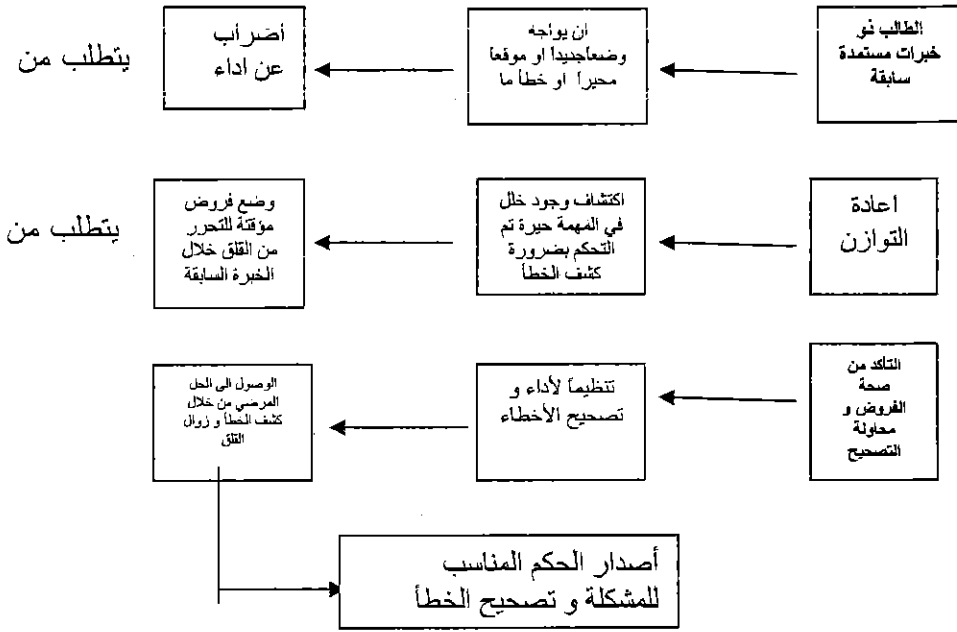 الطالب ذو
خبرات مستمدة
سابقة
ان يواجه
وضعاجديدا او موقعا
محيرا او خطأ ما
أضراب
عن اداء
يتطلب من
اعادة
التوازن
اكتشاف وجود خلل
في المهمة حيرة تم
التحكم بضرورة
كشف الخطأ
وضع فروض
مؤقتة للتحرر
من القلق خلال
الخبرة السابقة
يتطلب من
التاكد من
صحة
الفروض و
محاولة
التصحيح
تنظيماً لأداء و
تصحيح الأخطاء
الوصول الى الحل
المرضي من خلال
كشف الخطأ و زوال
القلق
أصدار الحكم المناسب
للمشكلة و تصحيح الخطأ